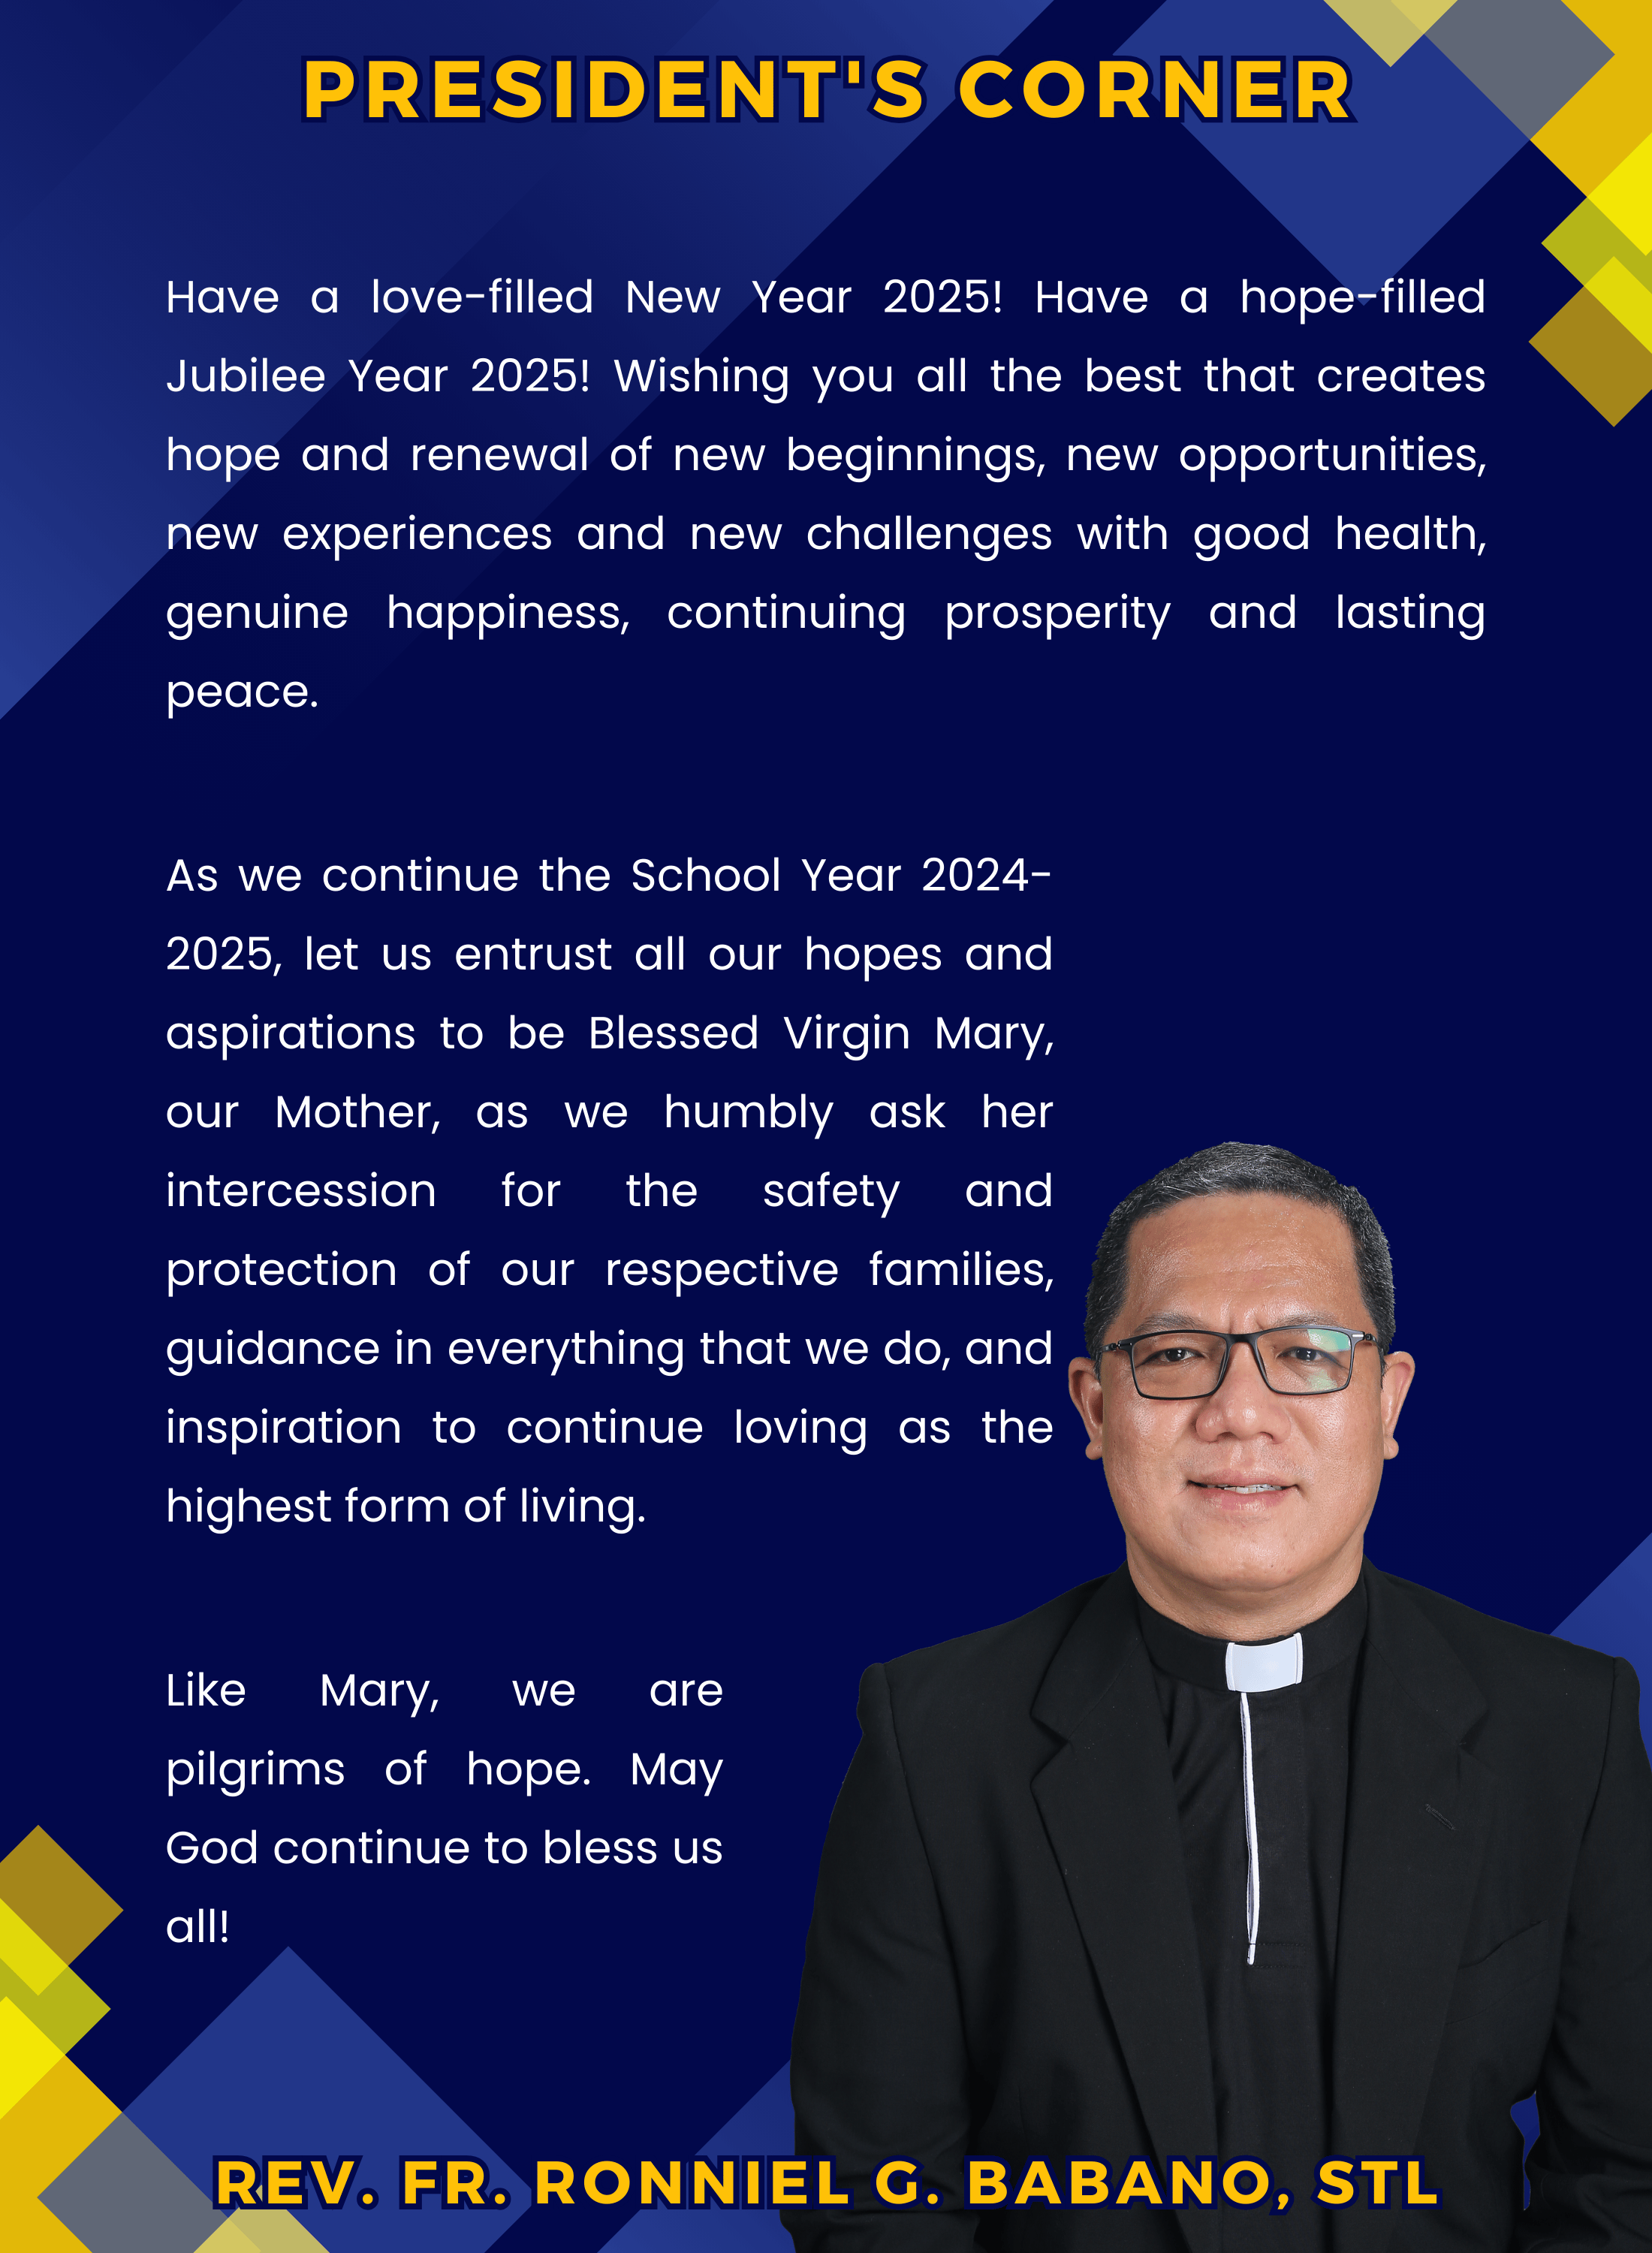 PRESIDENT'S CORNER
Have a love-filled New Year 2025! Have a hope-filled
Jubilee Year 2025! Wishing you all the best that creates
hope and renewal of new beginnings, new opportunities,
new experiences and new challenges with good health,
genuine happiness, continuing prosperity and lasting
peace.
As we continue the School Year 2024-
2025, let us entrust all our hopes and
aspirations to be Blessed Virgin Mary,
our Mother, as we humbly ask her
intercession for the safety and
protection of our respective families,
guidance in everything that we do, and
inspiration to continue loving as the
highest form of living.
Like Mary, we are
pilgrims of hope. May
God continue to bless us
all!
REV. FR. RONNIEL G. BABANO, STL